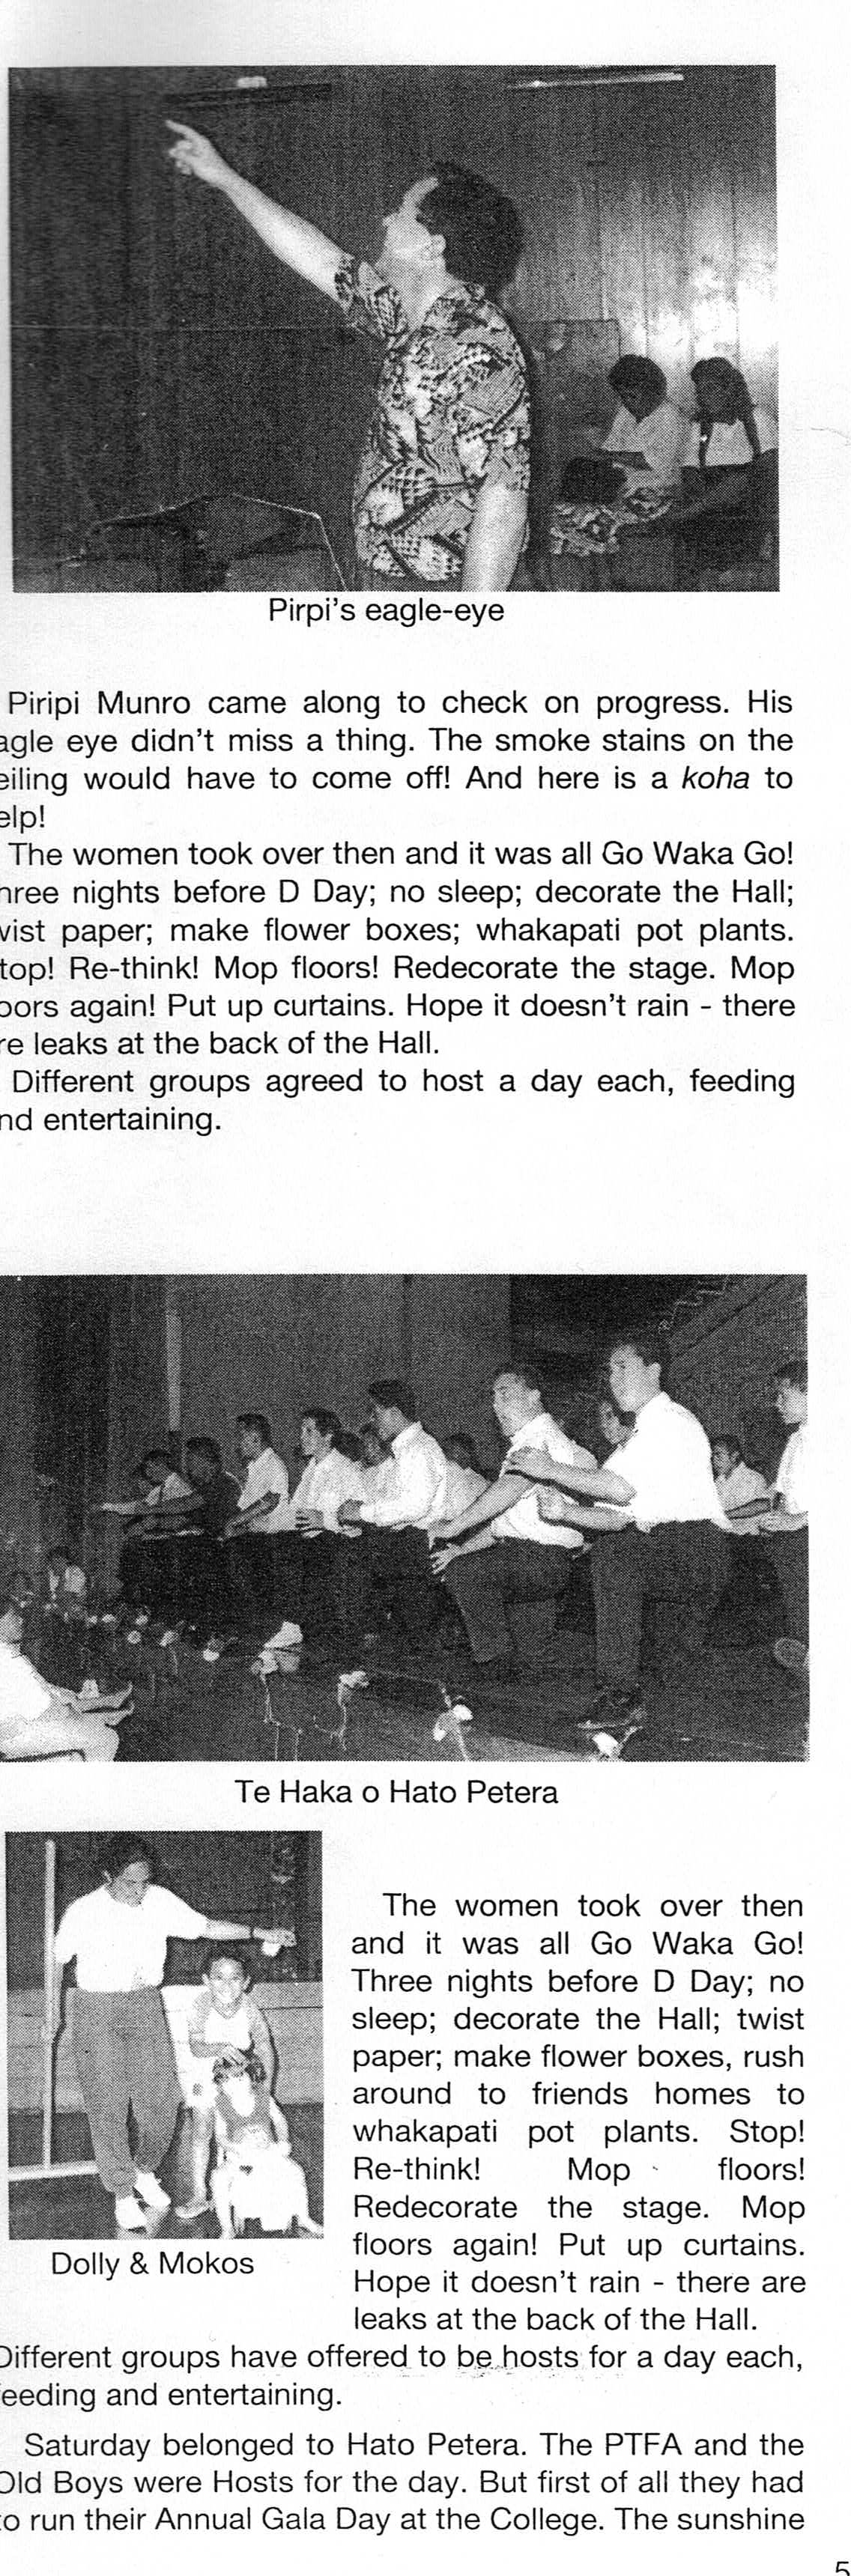 Pirpi's eagle-eye
Piripi Munro came along to check on progress. His
agle eye didn't miss a thing. The smoke stains on the
eiling would have to come off! And here is a koha to
elp!
The women took over then and it was all Go Waka Go!
hree nights before D Day; no sleep; decorate the Hall;
wist paper; make flower boxes; whakapati pot plants.
top! Re-think! Mop floors! Redecorate the stage. Mop
oors again! Put up curtains. Hope it doesn't rain - there
re leaks at the back of the Hall.
Different groups agreed to host a day each, feeding
nd entertaining.
Te Haka o Hato Petera
Dolly & Mokos
The women took over then
and it was all Go Waka Go!
Three nights before D Day; no
sleep; decorate the Hall; twist
paper; make flower boxes, rush
around to friends homes to
whakapati pot plants. Stop!
Re-think! Mop floors!
Redecorate the stage. Mop
floors again! Put up curtains.
Hope it doesn't rain - there are
leaks at the back of the Hall.
Different groups have offered to be hosts for a day each,
feeding and entertaining.
Saturday belonged to Hato Petera. The PTFA and the
Old Boys were Hosts for the day. But first of all they had
to run their Annual Gala Day at the College. The sunshine
5